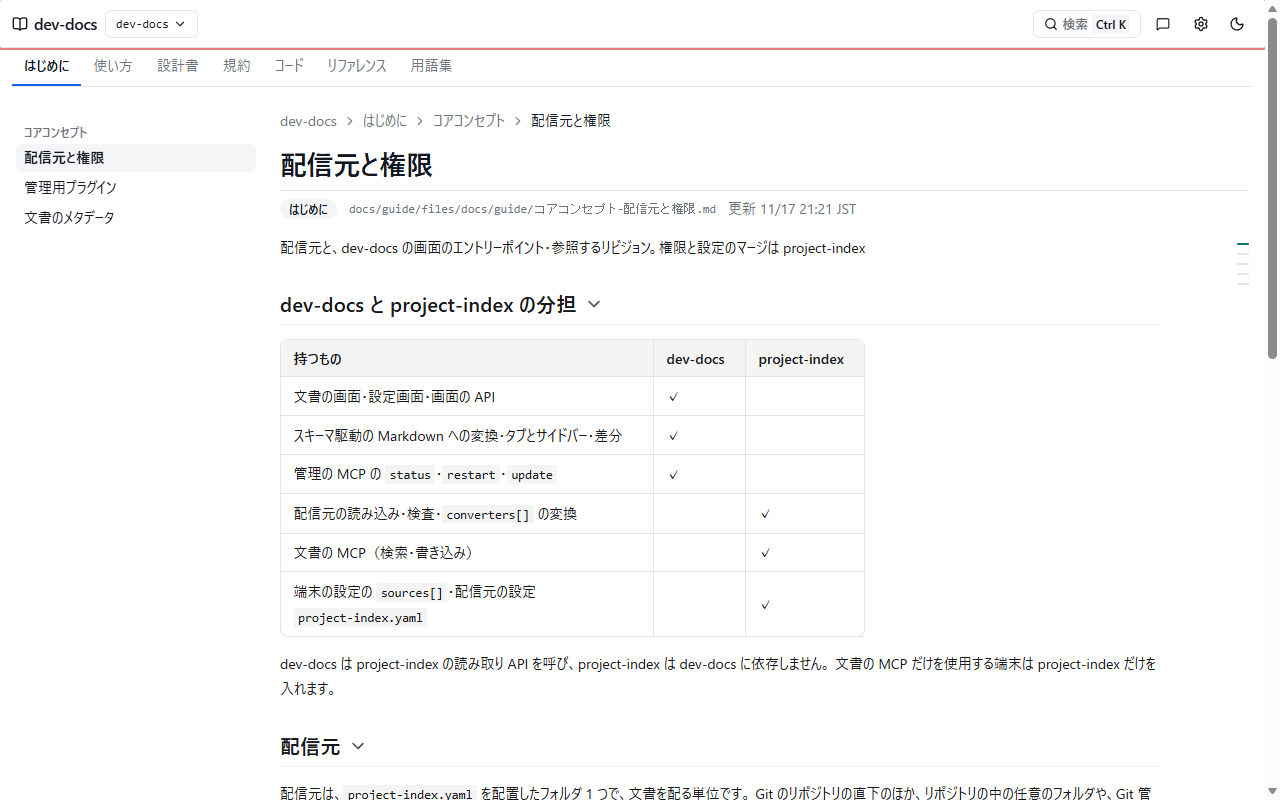 dev-docs
dev-docs
検索 Ctrl K
はじめに 使い方 設計書 規約 コード リファレンス 用語集
コアコンセプト
配信元と権限
管理用プラグイン
文書のメタデータ
dev-docs > はじめに > コアコンセプト > 配信元と権限
配信元と権限
はじめに docs/guide/files/docs/guide/コアコンセプト-配信元と権限.md 更新 11/17 21:21 JST
配信元と、dev-docs の画面のエントリーポイント・参照するリビジョン。権限と設定のマージは project-index
dev-docs と project-index の分担
持つもの dev-docs project-index
文書の画面・設定画面・画面の API ✓
スキーマ駆動の Markdown への変換・タブとサイドバー・差分 ✓
管理の MCP の status・restart・update ✓
配信元の読み込み・検査・converters[] の変換 ✓
文書の MCP（検索・書き込み） ✓
端末の設定の sources[]・配信元の設定
project-index.yaml ✓
dev-docs は project-index の読み取り API を呼び、project-index は dev-docs に依存しません。文書の MCP だけを使用する端末は project-index だけを
入れます。
配信元
配信元は、project-index.yaml を配置したフォルダ 1 つで、文書を配る単位です。Git のリポジトリの直下のほか、リポジトリの中の任意のフォルダや、Git 管